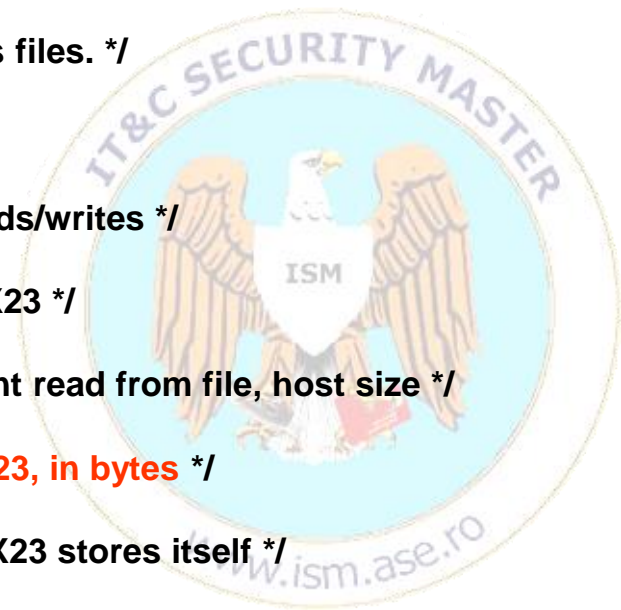 s files. */
IT&C SECURITY MASTER
ds/writes */
ISM
X23 */
nt read from file, host size */
23, in bytes */
X23 stores itself */
www.ism.ase.ro